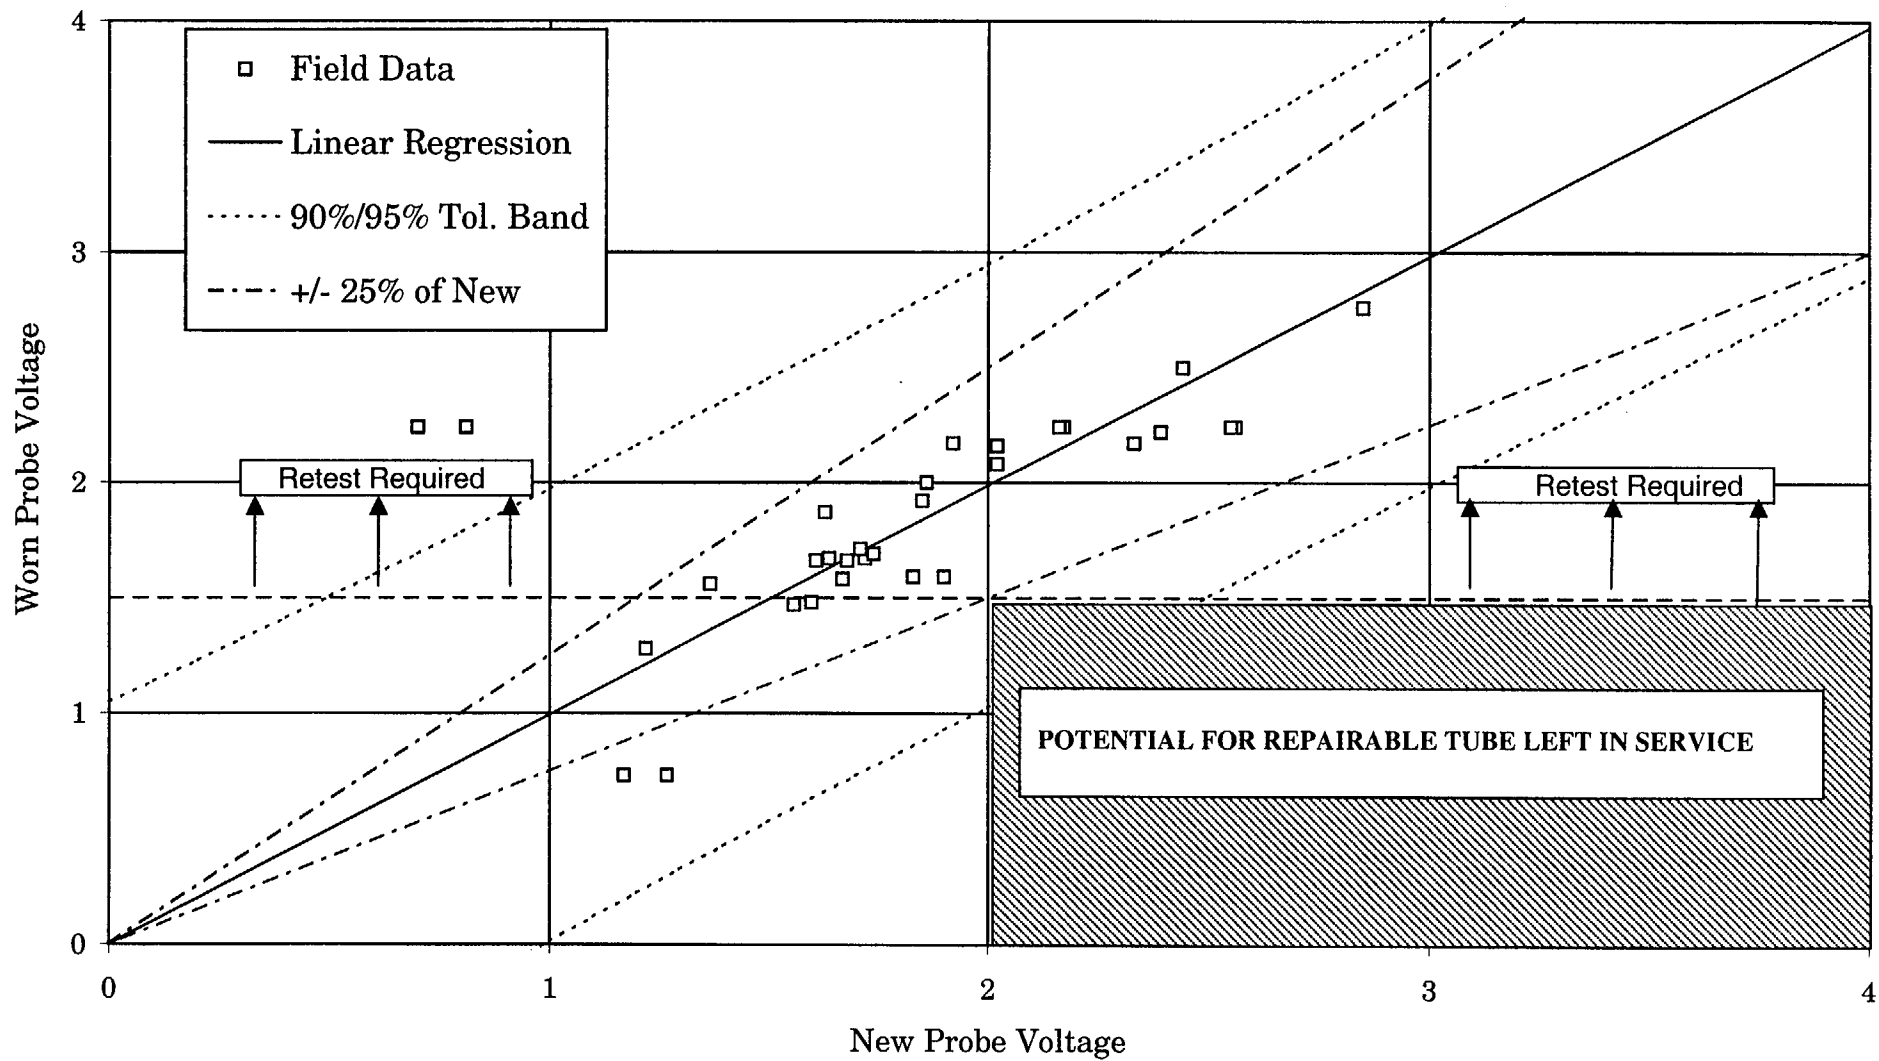 4
3
2
1
0
Worn Probe Voltage
Field Data
Linear Regression
90%/95% Tol. Band
+/- 25% of New
Retest Required
Retest Required
POTENTIAL FOR REPAIRABLE TUBE LEFT IN SERVICE
0 1 2 3 4
New Probe Voltage